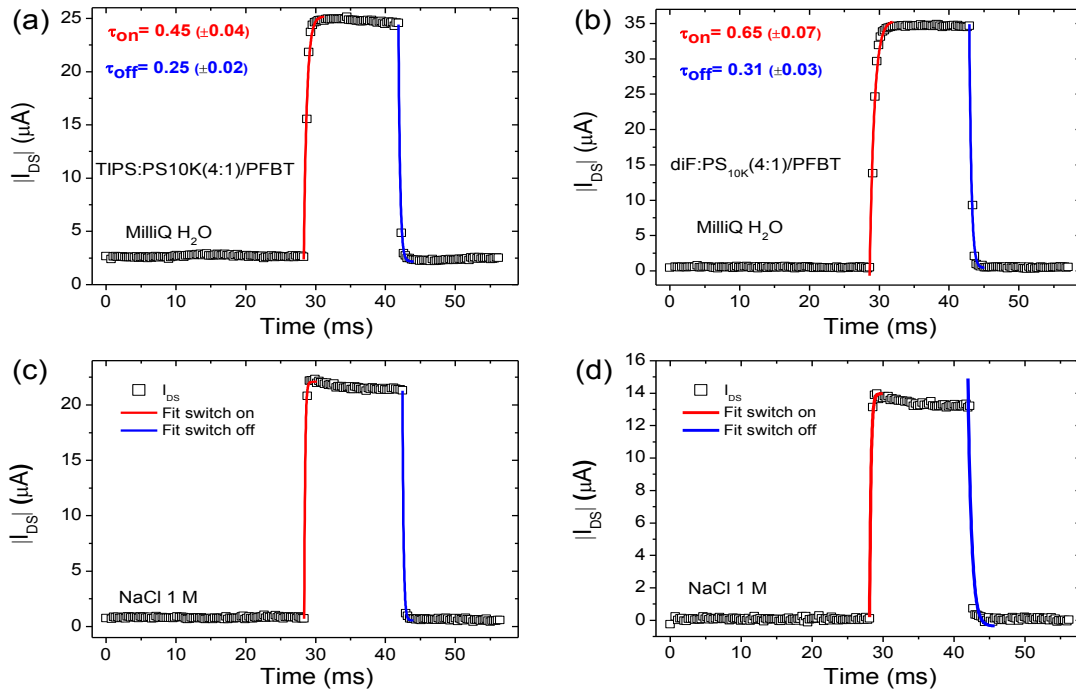 (a)
τon= 0.45 (±0.04)
τoff= 0.25 (±0.02)
TIPS:PS10K(4:1)/PFBT
MilliQ H2O
|IDS| (μA)
25
20
15
10
5
0
0 10 20 30 40 50
Time (ms)
(b)
τon= 0.65 (±0.07)
τoff= 0.31 (±0.03)
diF:PS10K(4:1)/PFBT
MilliQ H2O
|IDS| (μA)
35
30
25
20
15
10
5
0
0 10 20 30 40 50
Time (ms)
(c)
IDS
Fit switch on
Fit switch off
NaCl 1 M
|IDS| (μA)
20
15
10
5
0
0 10 20 30 40 50
Time (ms)
(d)
IDS
Fit switch on
Fit switch off
NaCl 1 M
|IDS| (μA)
16
14
12
10
8
6
4
2
0
0 10 20 30 40 50
Time (ms)